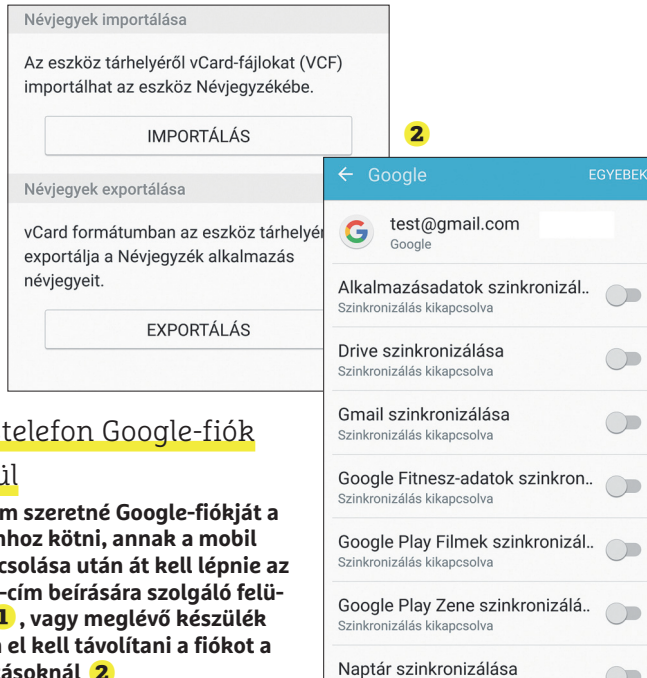 Névjegyek importálása
Az eszköz tárhelyéről vCard-fájlokat (VCF)
importálhat az eszköz Névjegyzékébe.
IMPORTÁLÁS
Névjegyek exportálása
vCard formátumban az eszköz tárhelyér
exportálja a Névjegyzék alkalmazás
névjegyeit.
EXPORTÁLÁS
2
← Google EGYEBEK
test@gmail.com
Google
Alkalmazásadatok szinkronizál..
Szinkronizálás kikapcsolva
Drive szinkronizálása
Szinkronizálás kikapcsolva
Gmail szinkronizálása
Szinkronizálás kikapcsolva
Google Fitnesz-adatok szinkron..
Szinkronizálás kikapcsolva
Google Play Filmek szinkronizál..
Szinkronizálás kikapcsolva
Google Play Zene szinkronizálá..
Szinkronizálás kikapcsolva
Naptár szinkronizálása
telefon Google-fiók
ül
m szeretné Google-fiókját a
nhoz kötni, annak a mobil
csolása után át kell lépnie az
-cím beírására szolgáló felü-
1, vagy meglévő készülék
el kell távolítani a fiókot a
tásoknál 2